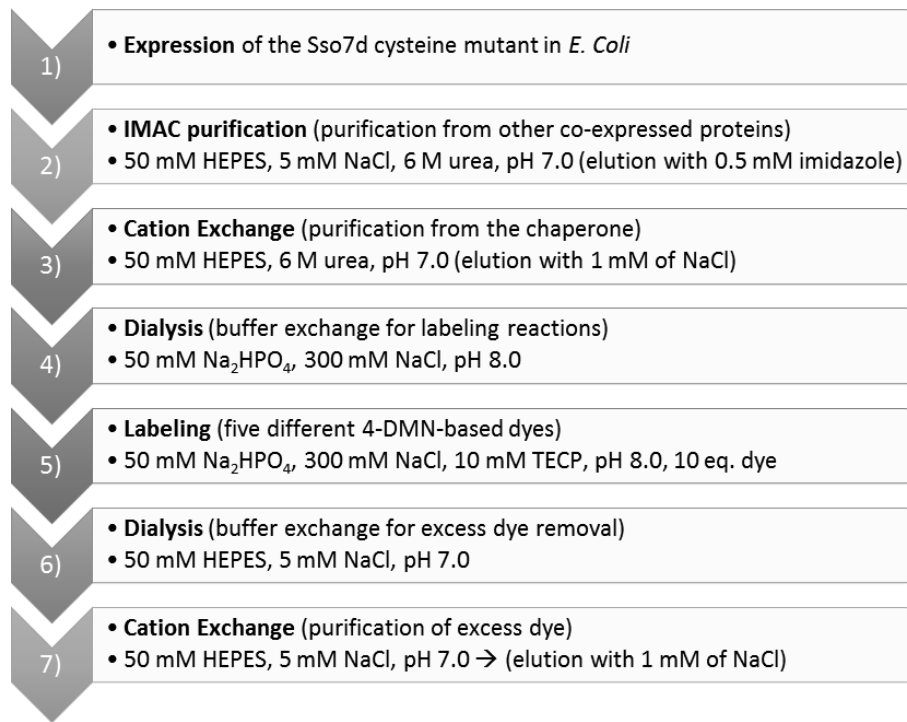 1)
• Expression of the Sso7d cysteine mutant in E. Coli
2)
• IMAC purification (purification from other co-expressed proteins)
• 50 mM HEPES, 5 mM NaCl, 6 M urea, pH 7.0 (elution with 0.5 mM imidazole)
3)
• Cation Exchange (purification from the chaperone)
• 50 mM HEPES, 6 M urea, pH 7.0 (elution with 1 mM of NaCl)
4)
• Dialysis (buffer exchange for labeling reactions)
• 50 mM Na₂HPO₄, 300 mM NaCl, pH 8.0
5)
• Labeling (five different 4-DMN-based dyes)
• 50 mM Na₂HPO₄, 300 mM NaCl, 10 mM TECP, pH 8.0, 10 eq. dye
6)
• Dialysis (buffer exchange for excess dye removal)
• 50 mM HEPES, 5 mM NaCl, pH 7.0
7)
• Cation Exchange (purification of excess dye)
• 50 mM HEPES, 5 mM NaCl, pH 7.0 → (elution with 1 mM of NaCl)